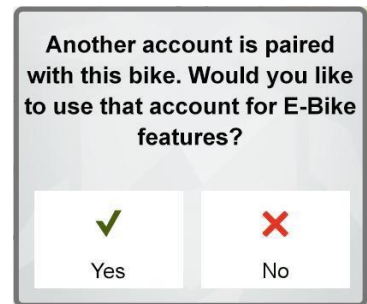 Another account is paired
with this bike. Would you like
to use that account for E-Bike
features?
Yes
No